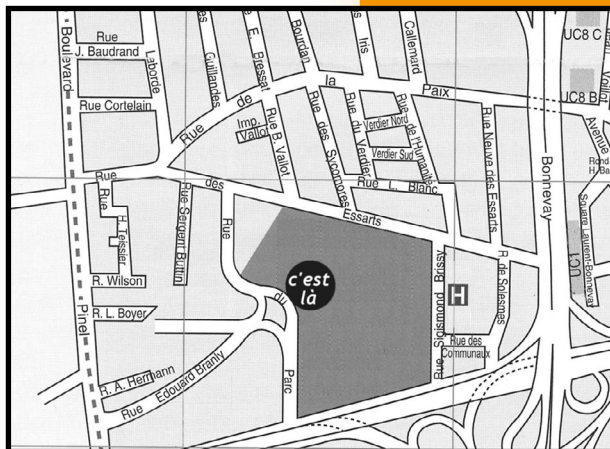 Boulevard
Rue
J. Baudrand
Laborde
Guillandes
E. Bressat
Bourdan
Iris
Callemard
UC8 C
UC8 B
Rue Cortelain
Rue de la Paix
Imp.
Vallot
Rue B. Vallot
Rue des Sycomores
Rue du Verdier
Verdier Nord
Verdier Sud
Rue de l'Humanité
Rue Neuve des Essarts
Bonnevay
Avenue
Rond
H. Ba
Rue des Essarts
Rue L. Blanc
Rue
H. Teissier
Rue Sergent Britfin
Rue du Parc
Square Laurent-Bonnevay
UC1
R. Wilson
R. L. Boyer
Pinel
c'est
là
Rue Sigismond Brissy
H
R. de Solesmes
Rue des
Communaux
R. A. Hermann
Rue Edouard Branly